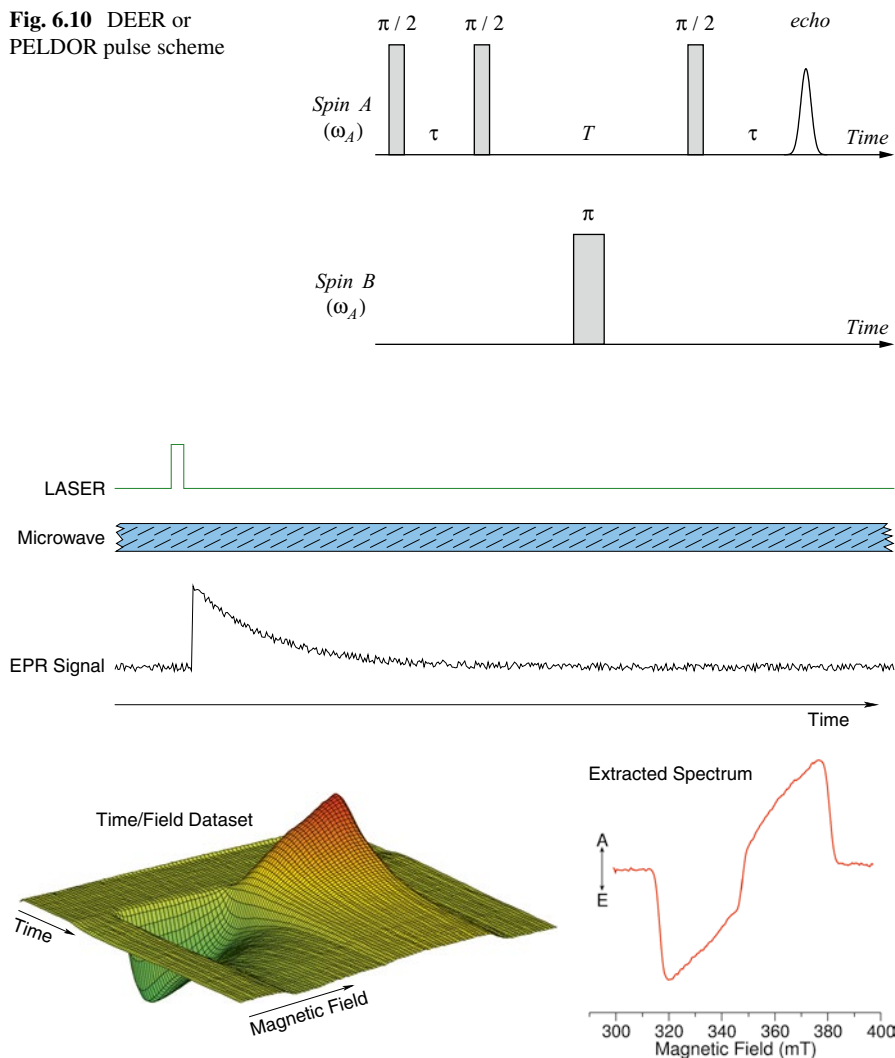 Fig. 6.10 DEER or
PELDOR pulse scheme
π / 2 π / 2 π / 2 echo
Spin A
(ωA)
τ T τ Time
π
Spin B
(ωA)
Time
LASER
Microwave
EPR Signal
Time
Time/Field Dataset
Time
Magnetic Field
Extracted Spectrum
A
E
300 320 340 360 380 400
Magnetic Field (mT)